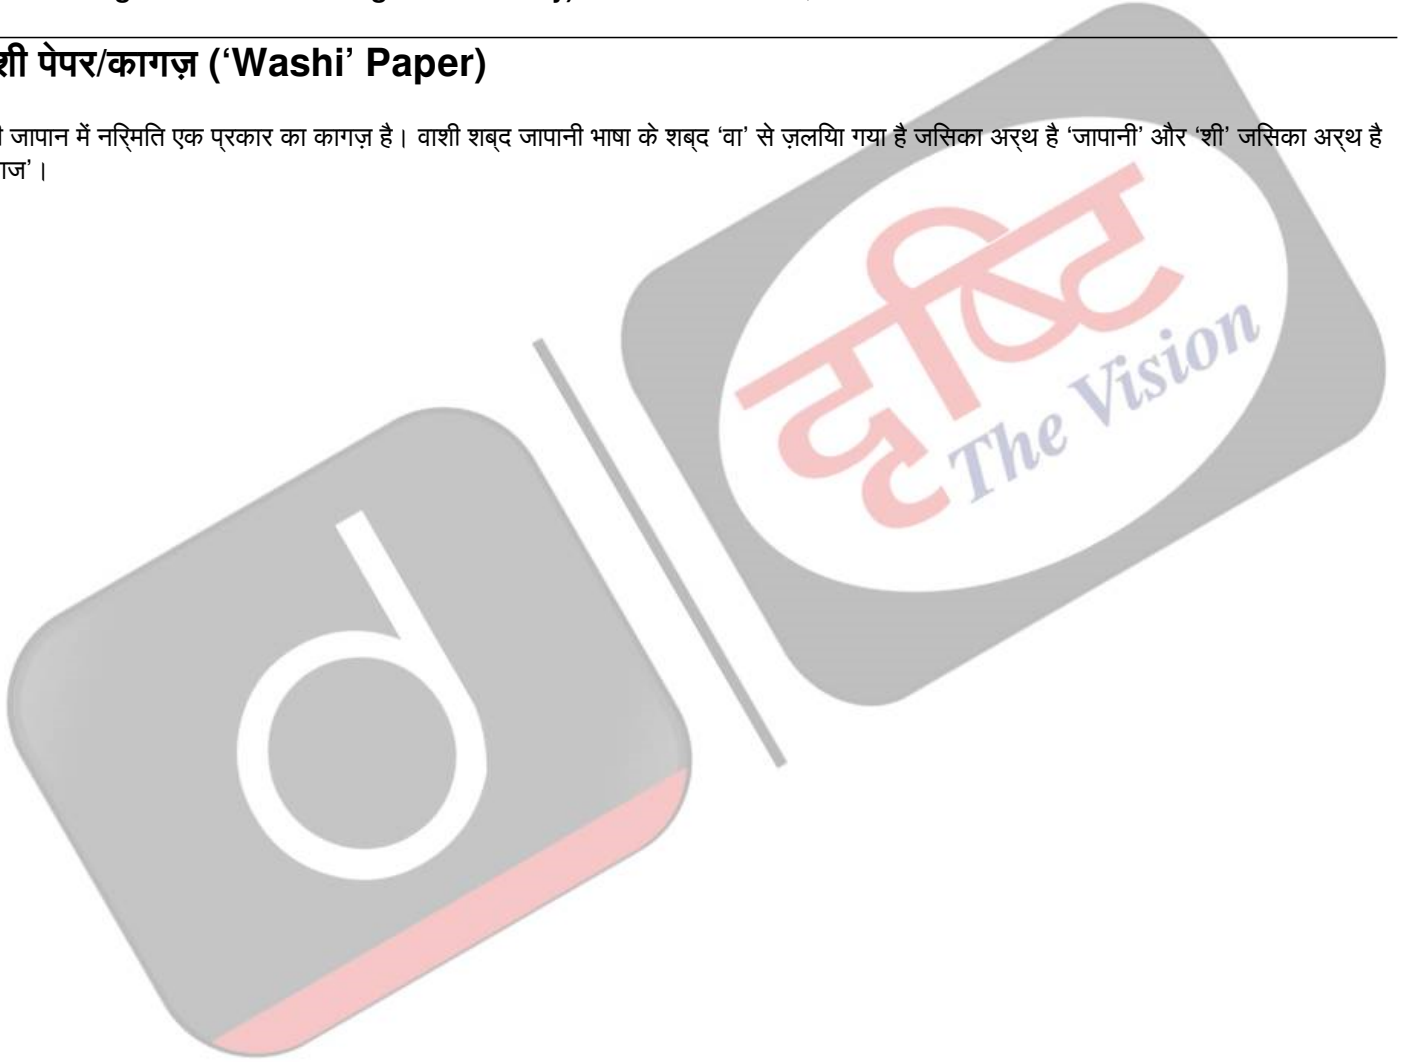 शी पेपर/कागज़ (‘Washi’ Paper)
जापान में नर्मिति एक प्रकार का कागज़ है। वाशी शब्द जापानी भाषा के शब्द ‘वा’ से ज़लिया गया है जसिका अर्थ है ‘जापानी’ और ‘शी’ जसिका अर्थ है
ाज’।
दृष्टि
The Vision
d